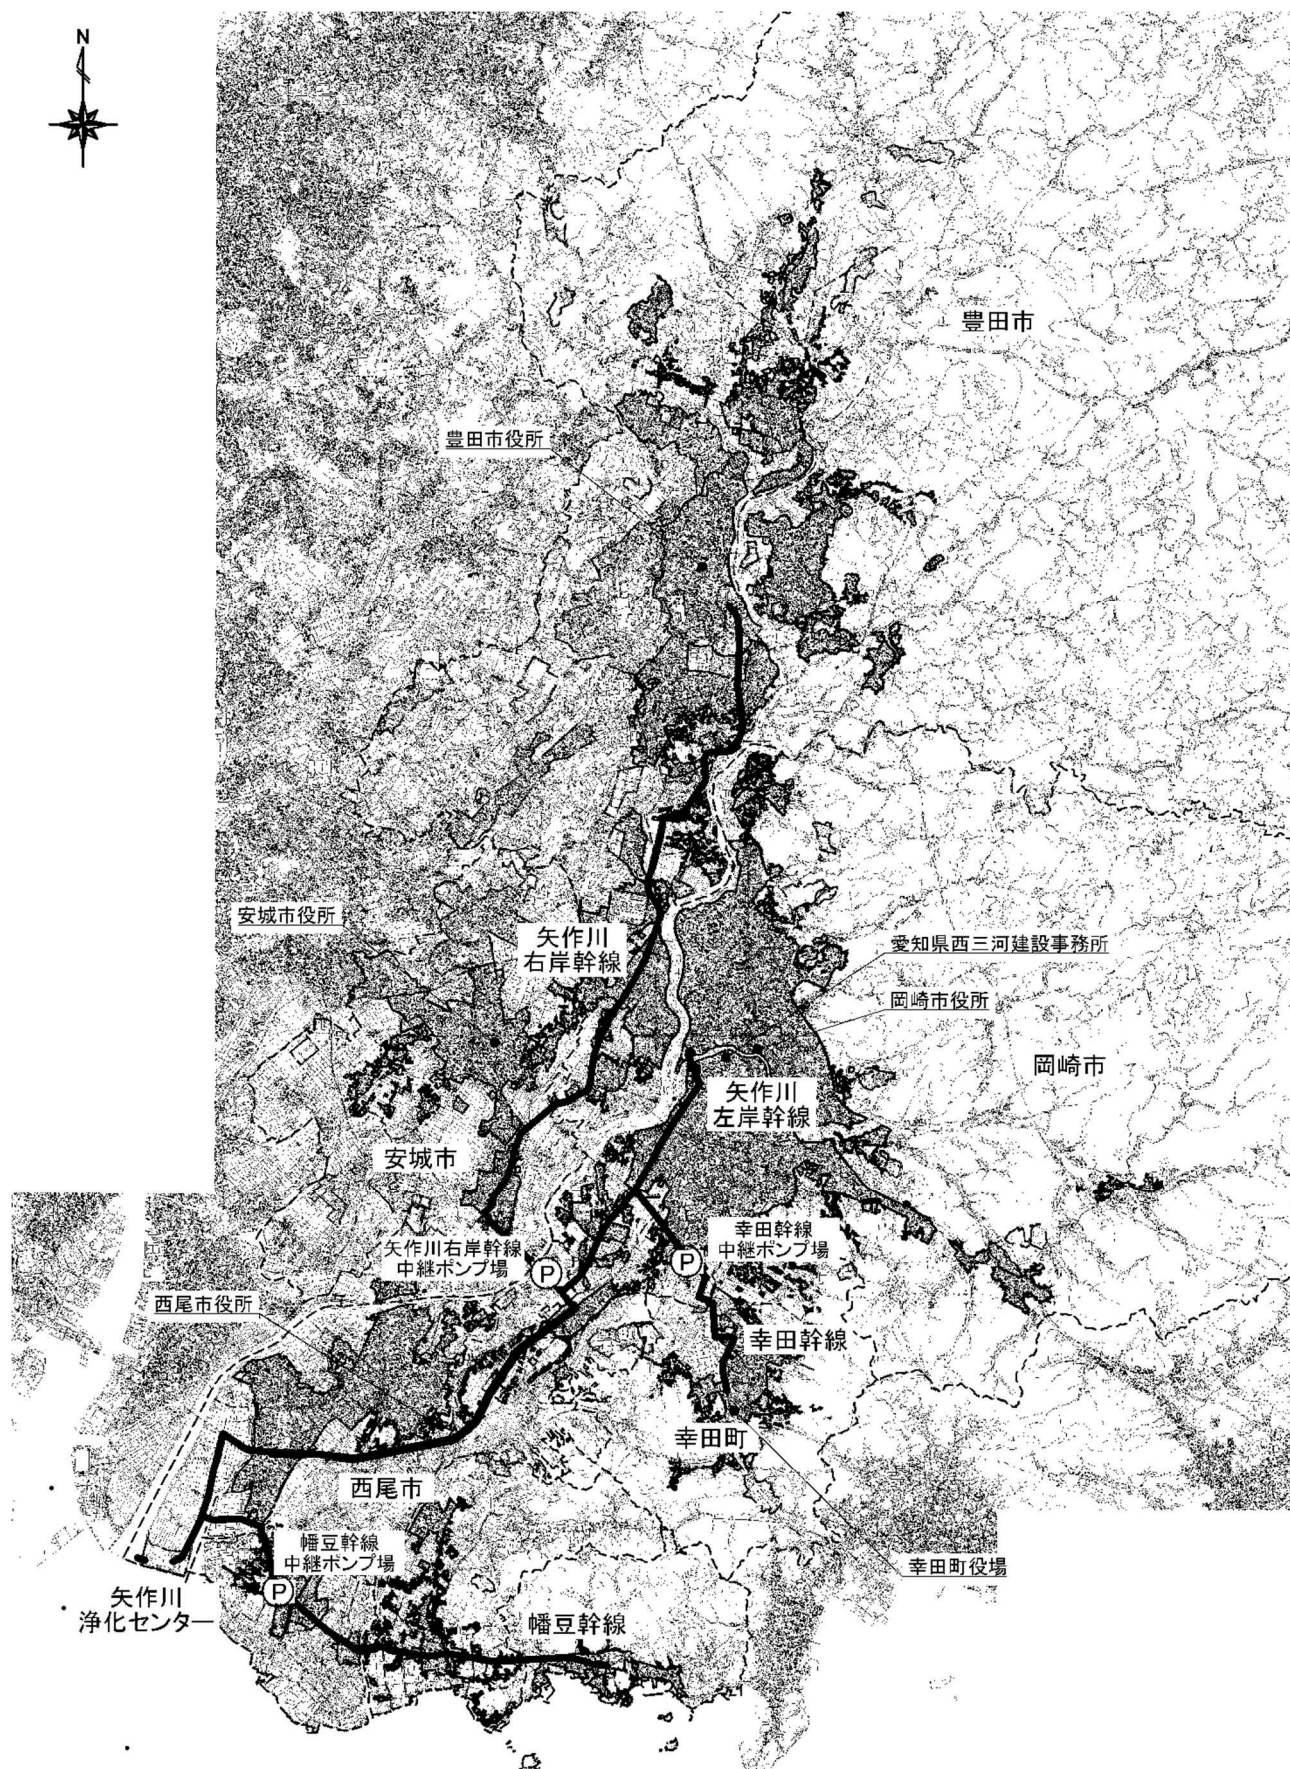 N
豊田市
豊田市役所
安城市役所
矢作川
右岸幹線
愛知県西三河建設事務所
岡崎市役所
岡崎市
矢作川
左岸幹線
安城市
矢作川右岸幹線
中継ポンプ場
P
幸田幹線
中継ポンプ場
P
西尾市役所
幸田幹線
幸田町
西尾市
幡豆幹線
中継ポンプ場
P
幸田町役場
矢作川
浄化センター
幡豆幹線